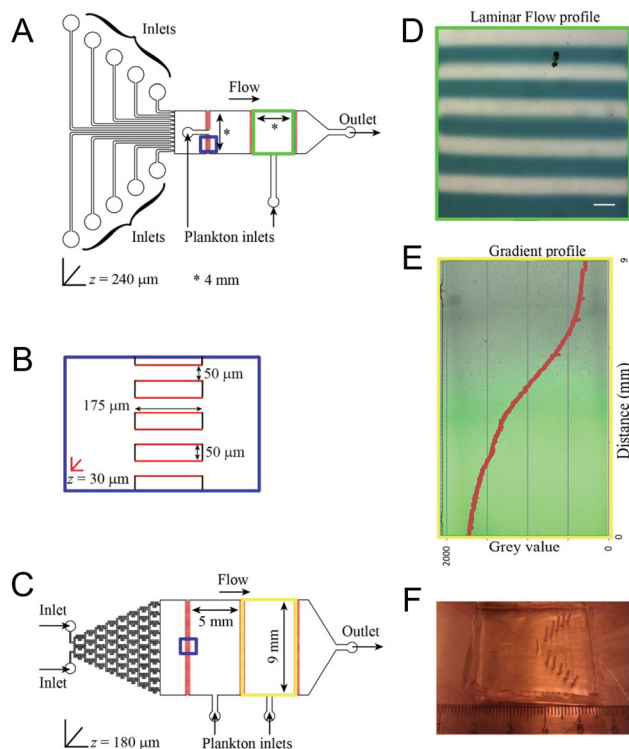 A
Inlets
Flow
Outlet
*
*
Inlets
Plankton inlets
z = 240 μm
* 4 mm
B
50 μm
175 μm
50 μm
z = 30 μm
C
Flow
Inlet
5 mm
9 mm
Outlet
Inlet
Plankton inlets
z = 180 μm
D
Laminar Flow profile
E
Gradient profile
9
Distance (mm)
0
2000
Grey value
0
F